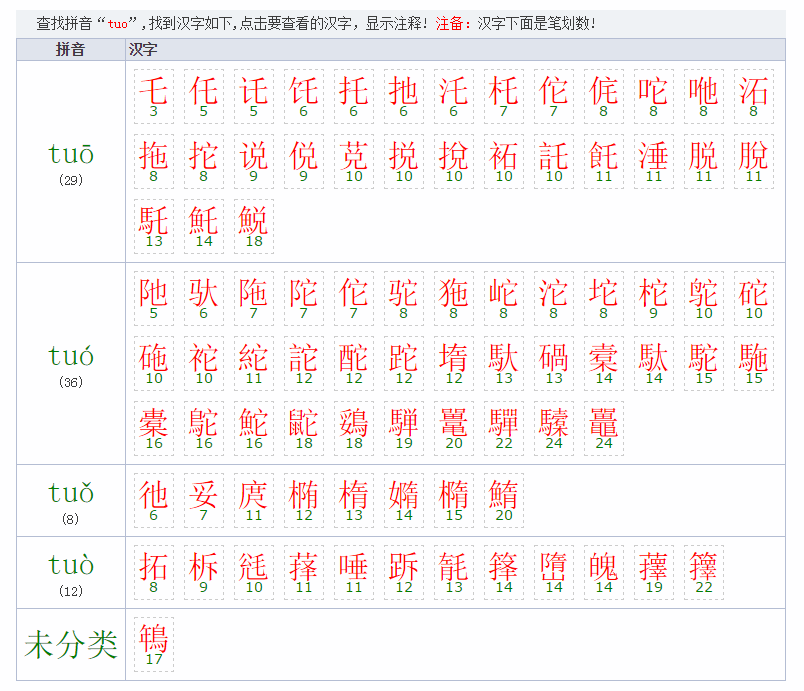 查找拼音“tuo”,找到汉字如下,点击要查看的汉字，显示注释! 注备：汉字下面是笔划数!
拼音 汉字
tuō
(29)
乇 仛 讬 饦 托 扡 汑 杔 侂 侂 咜 咃 沰
3 5 5 6 6 6 6 7 7 8 8 8 8
拖 拕 说 侻 莌 捝 挩 袥 託 飥 涶 脱 脫
8 8 9 9 10 10 10 10 10 11 11 11 11
馲 魠 鮵
13 14 18
tuó
(36)
阤 驮 陁 陀 佗 驼 狏 岮 沱 坨 柁 鸵 砣
5 6 7 7 7 8 8 8 8 8 9 10 10
砤 袉 紽 詑 酡 跎 堶 馱 碢 槖 駄 駝 駞
10 10 11 12 12 12 12 13 13 14 14 15 15
橐 鴕 鮀 鼧 鵎 驒 鼍 驒 驝 鼉
16 16 16 18 18 19 20 22 24 24
tuǒ
(8)
彵 妥 庹 椭 楕 嫷 橢 鰖
6 7 11 12 13 14 15 20
tuò
(12)
拓 柝 毤 萚 唾 跅 毻 箨 嶞 魄 蘀 籜
8 9 10 11 11 12 13 14 14 14 19 22
未分类
17